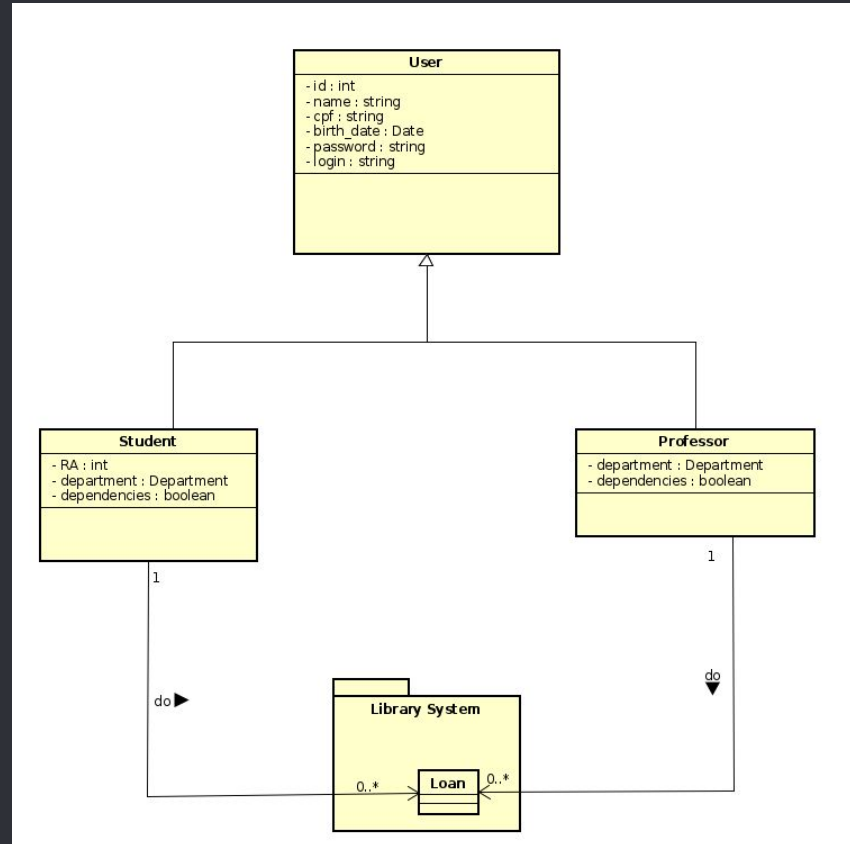 User
- id : int
- name : string
- cpf : string
- birth_date : Date
- password : string
- login : string
Student
- RA : int
- department : Department
- dependencies : boolean
Professor
- department : Department
- dependencies : boolean
1
1
do
do
Library System
Loan
0..*
0..*